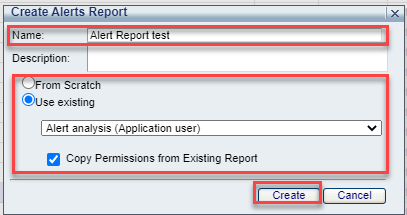 Create Alerts Report
Name: Alert Report test
Description:
From Scratch
Use existing
Alert analysis (Application user)
Copy Permissions from Existing Report
Create Cancel